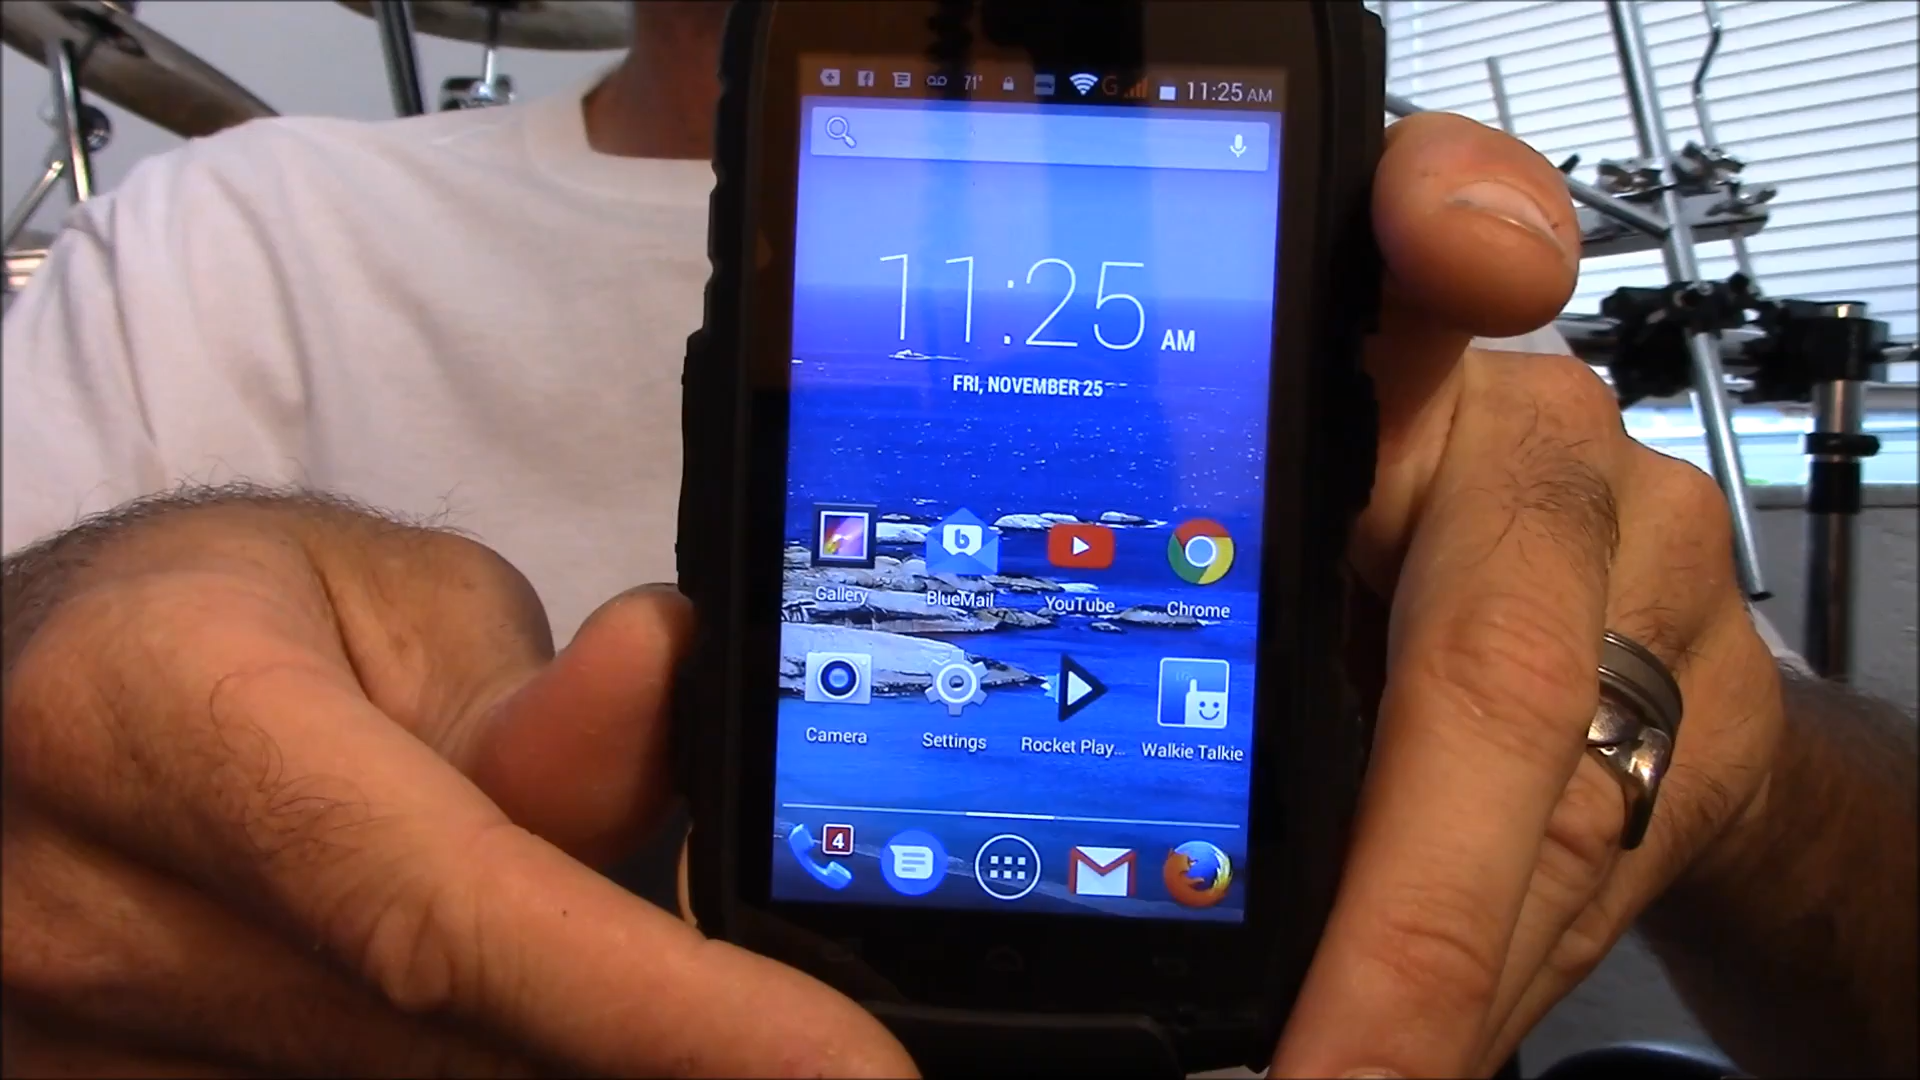 71° G 11:25 AM
11:25 AM
FRI, NOVEMBER 25
Gallery BlueMail YouTube Chrome
Camera Settings Rocket Play... Walkie Talkie
4